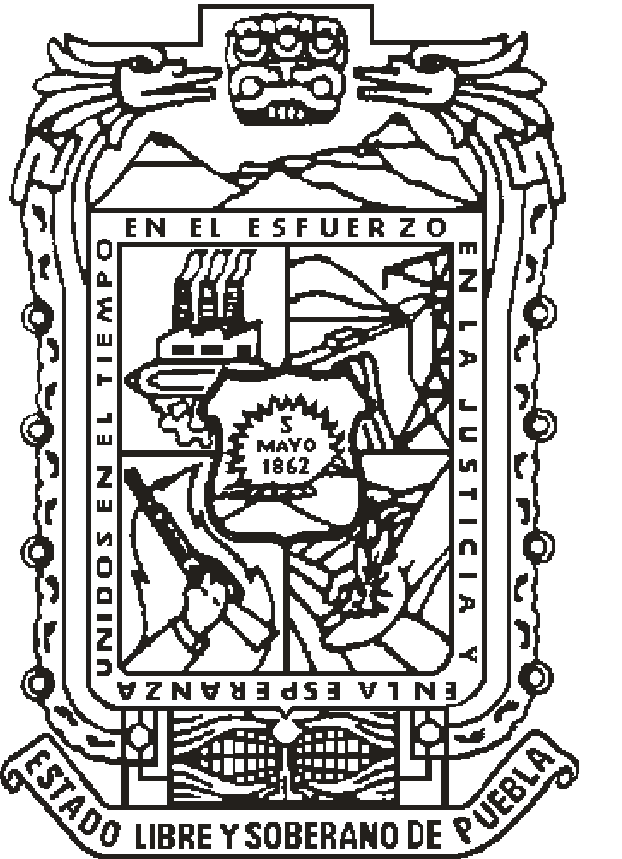 EN EL ESFUERZO
EN LA JUSTICIA Y
EN LA ESPERANZA
UNIDOS EN EL TIEMPO
5
MAYO
1862
ESTADO LIBRE Y SOBERANO DE PUEBLA